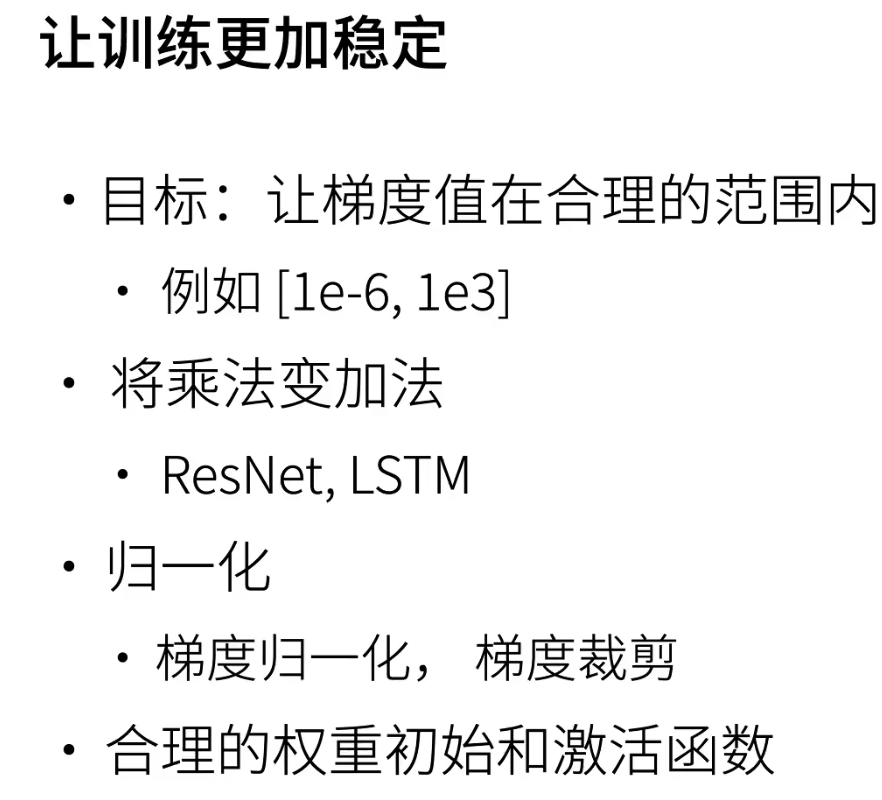 让训练更加稳定
• 目标：让梯度值在合理的范围内
• 例如 [1e-6, 1e3]
• 将乘法变加法
• ResNet, LSTM
• 归一化
• 梯度归一化， 梯度裁剪
• 合理的权重初始和激活函数